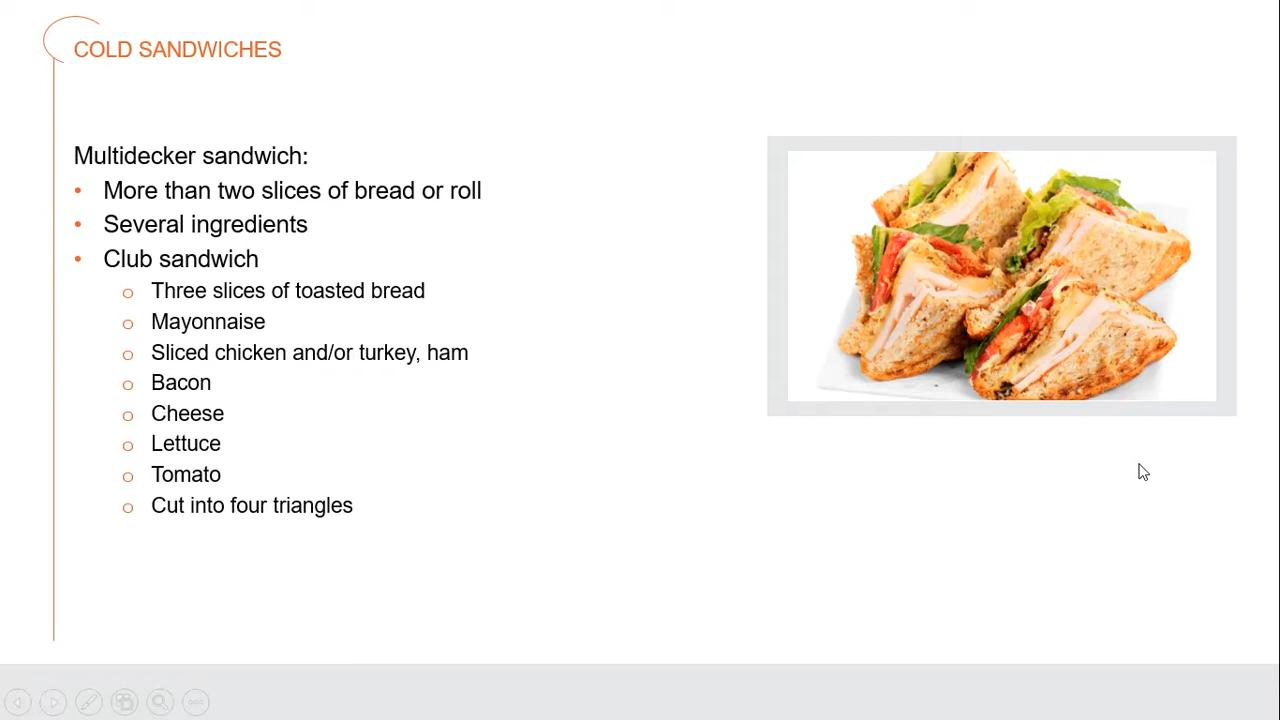 COLD SANDWICHES
Multidecker sandwich:
• More than two slices of bread or roll
• Several ingredients
• Club sandwich
o Three slices of toasted bread
o Mayonnaise
o Sliced chicken and/or turkey, ham
o Bacon
o Cheese
o Lettuce
o Tomato
o Cut into four triangles